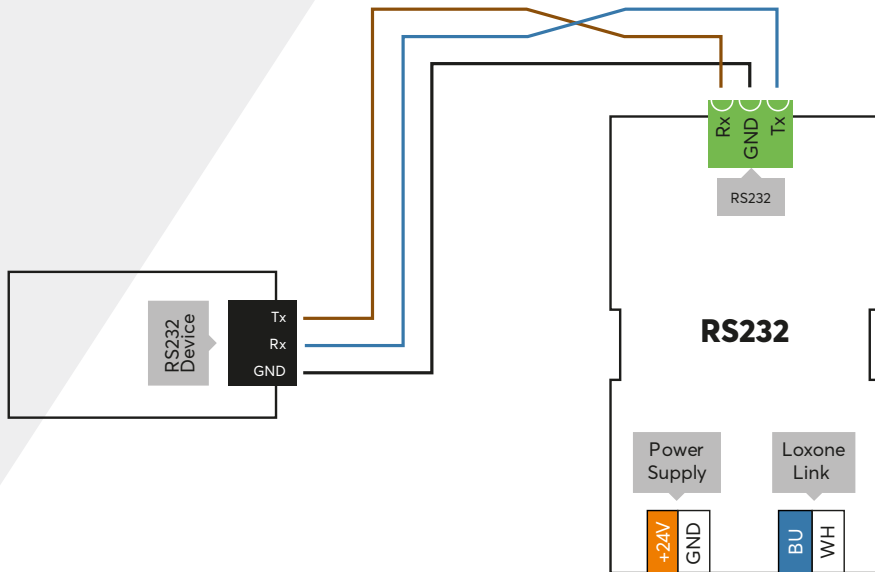 Rx
GND
Tx
RS232
RS232
Device
Tx
Rx
GND
RS232
Power
Supply
Loxone
Link
+24V
GND
BU
WH